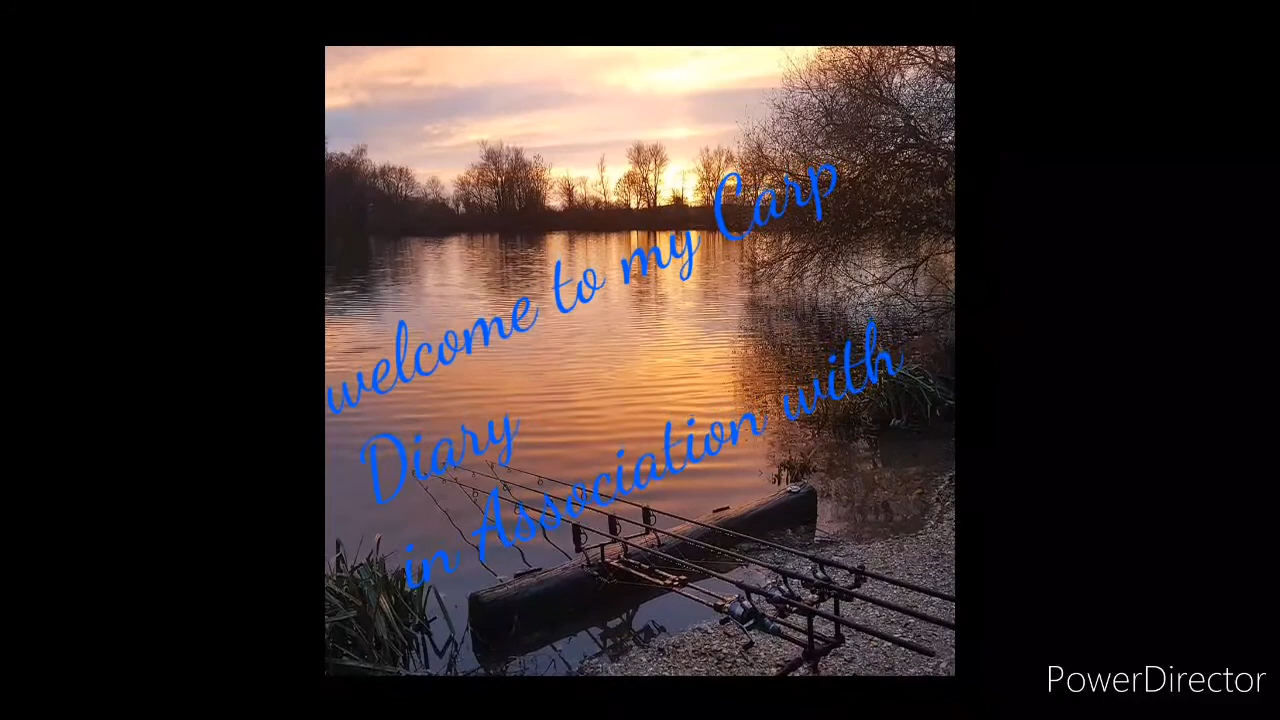 welcome to my Carp
Diary
in Association with
PowerDirector